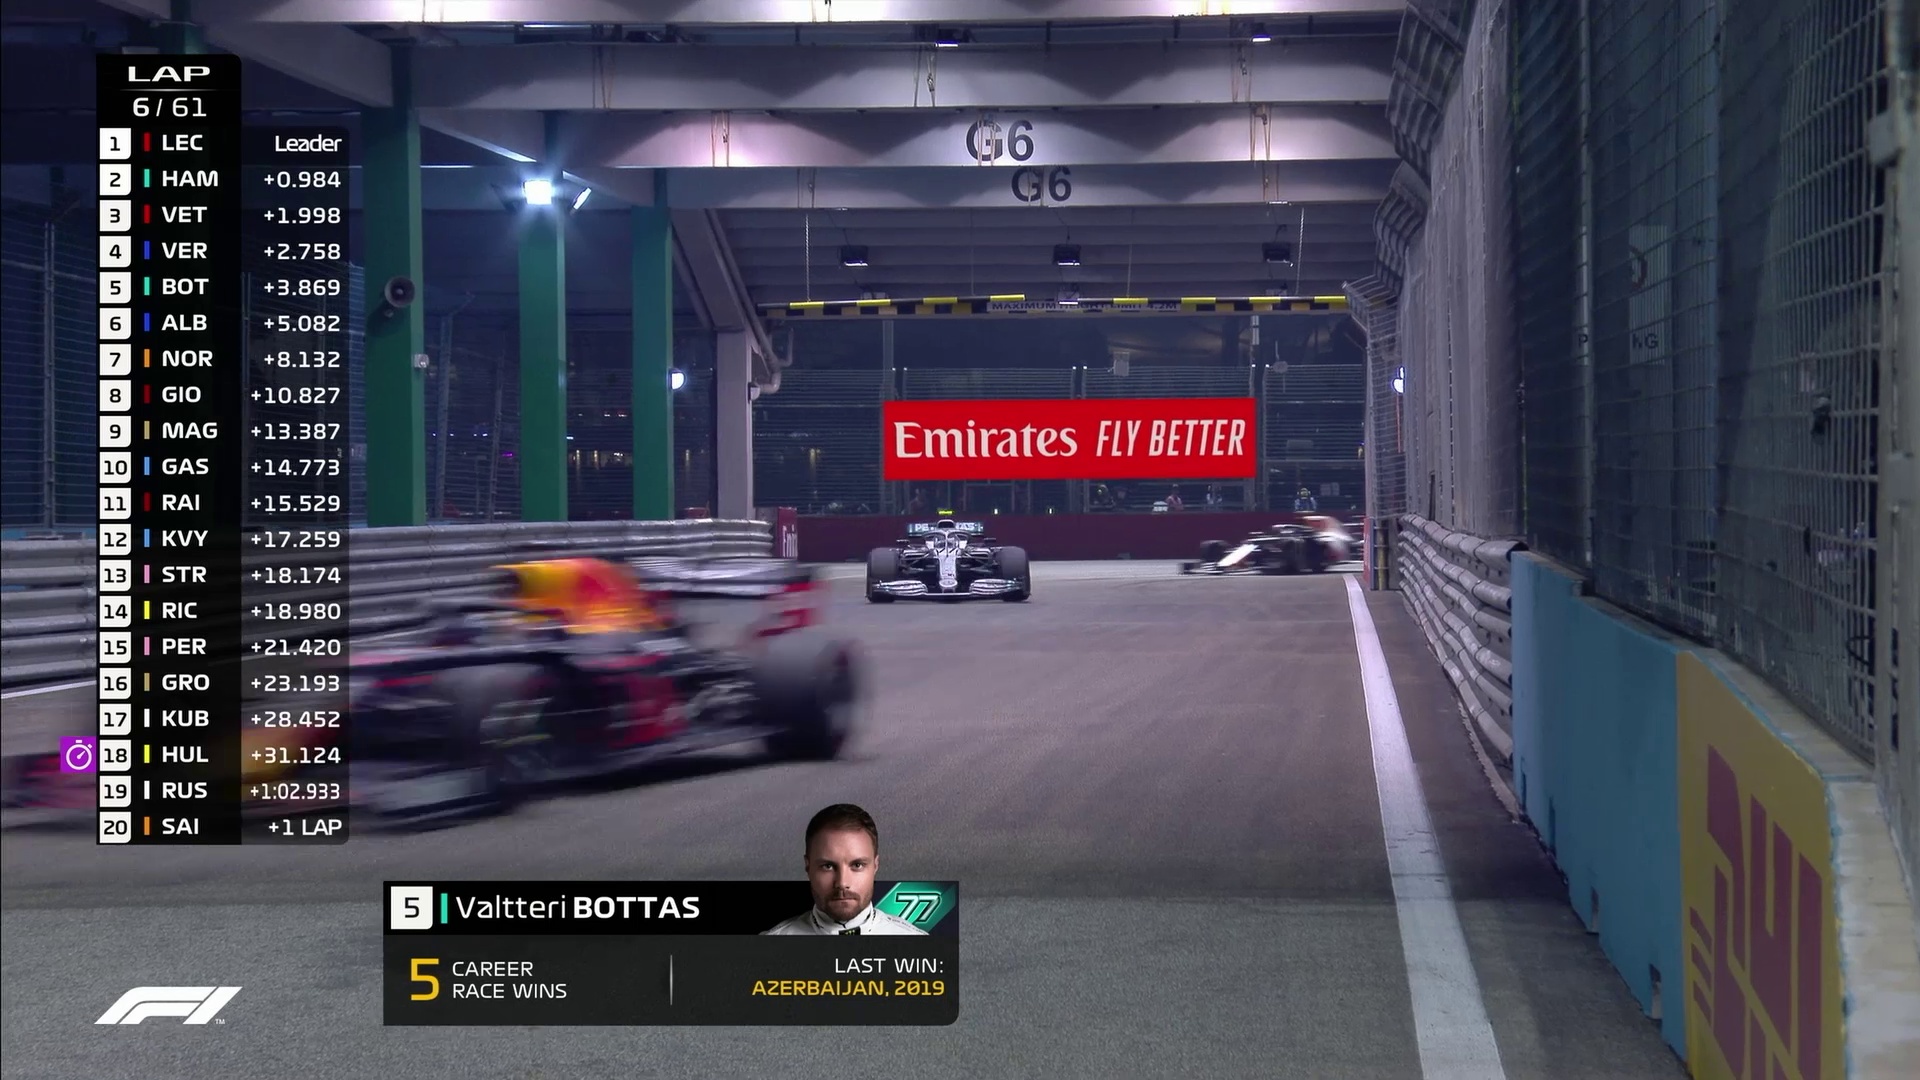 LAP
6 / 61
1 LEC Leader
2 HAM +0.984
3 VET +1.998
4 VER +2.758
5 BOT +3.869
6 ALB +5.082
7 NOR +8.132
8 GIO +10.827
9 MAG +13.387
10 GAS +14.773
11 RAI +15.529
12 KVY +17.259
13 STR +18.174
14 RIC +18.980
15 PER +21.420
16 GRO +23.193
17 KUB +28.452
18 HUL +31.124
19 RUS +1:02.933
20 SAI +1 LAP
G6
G6
Emirates FLY BETTER
5 Valtteri BOTTAS 77
5 CAREER RACE WINS
LAST WIN:
AZERBAIJAN, 2019
F1
TM